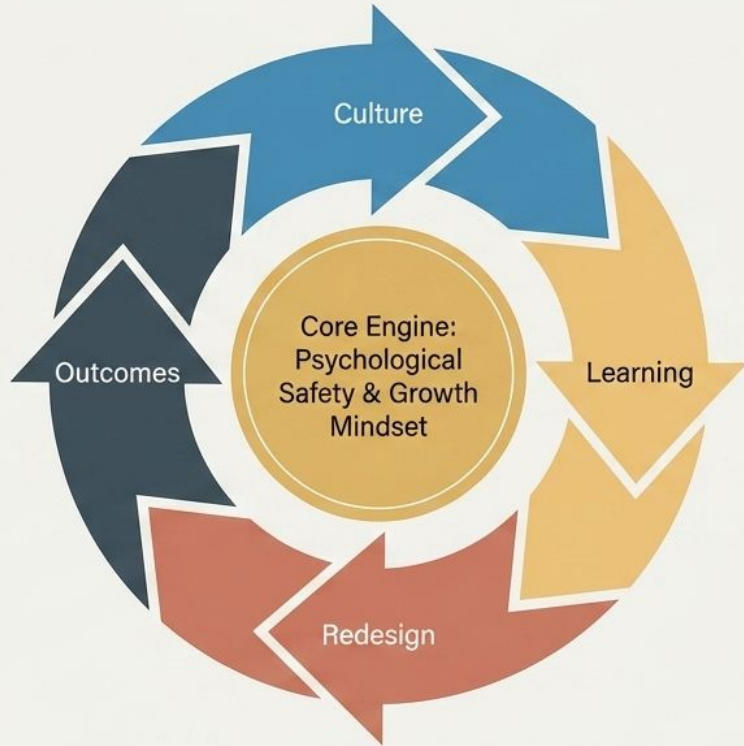 Culture
Core Engine:
Psychological
Safety & Growth
Mindset
Outcomes
Learning
Redesign